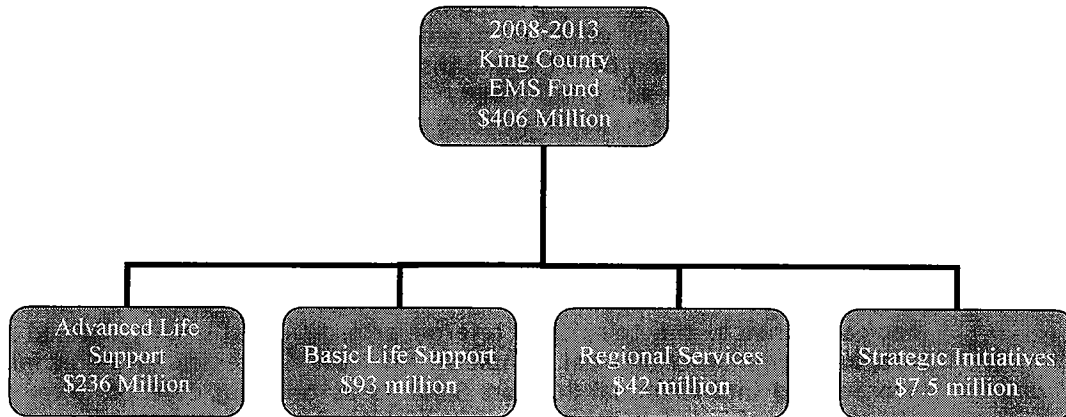 2008-2013
King County
EMS Fund
$406 Million
Advanced Life
Support
$236 Million
Basic Life Support
$93 million
Regional Services
$42 million
Strategic Initiatives
$7.5 million